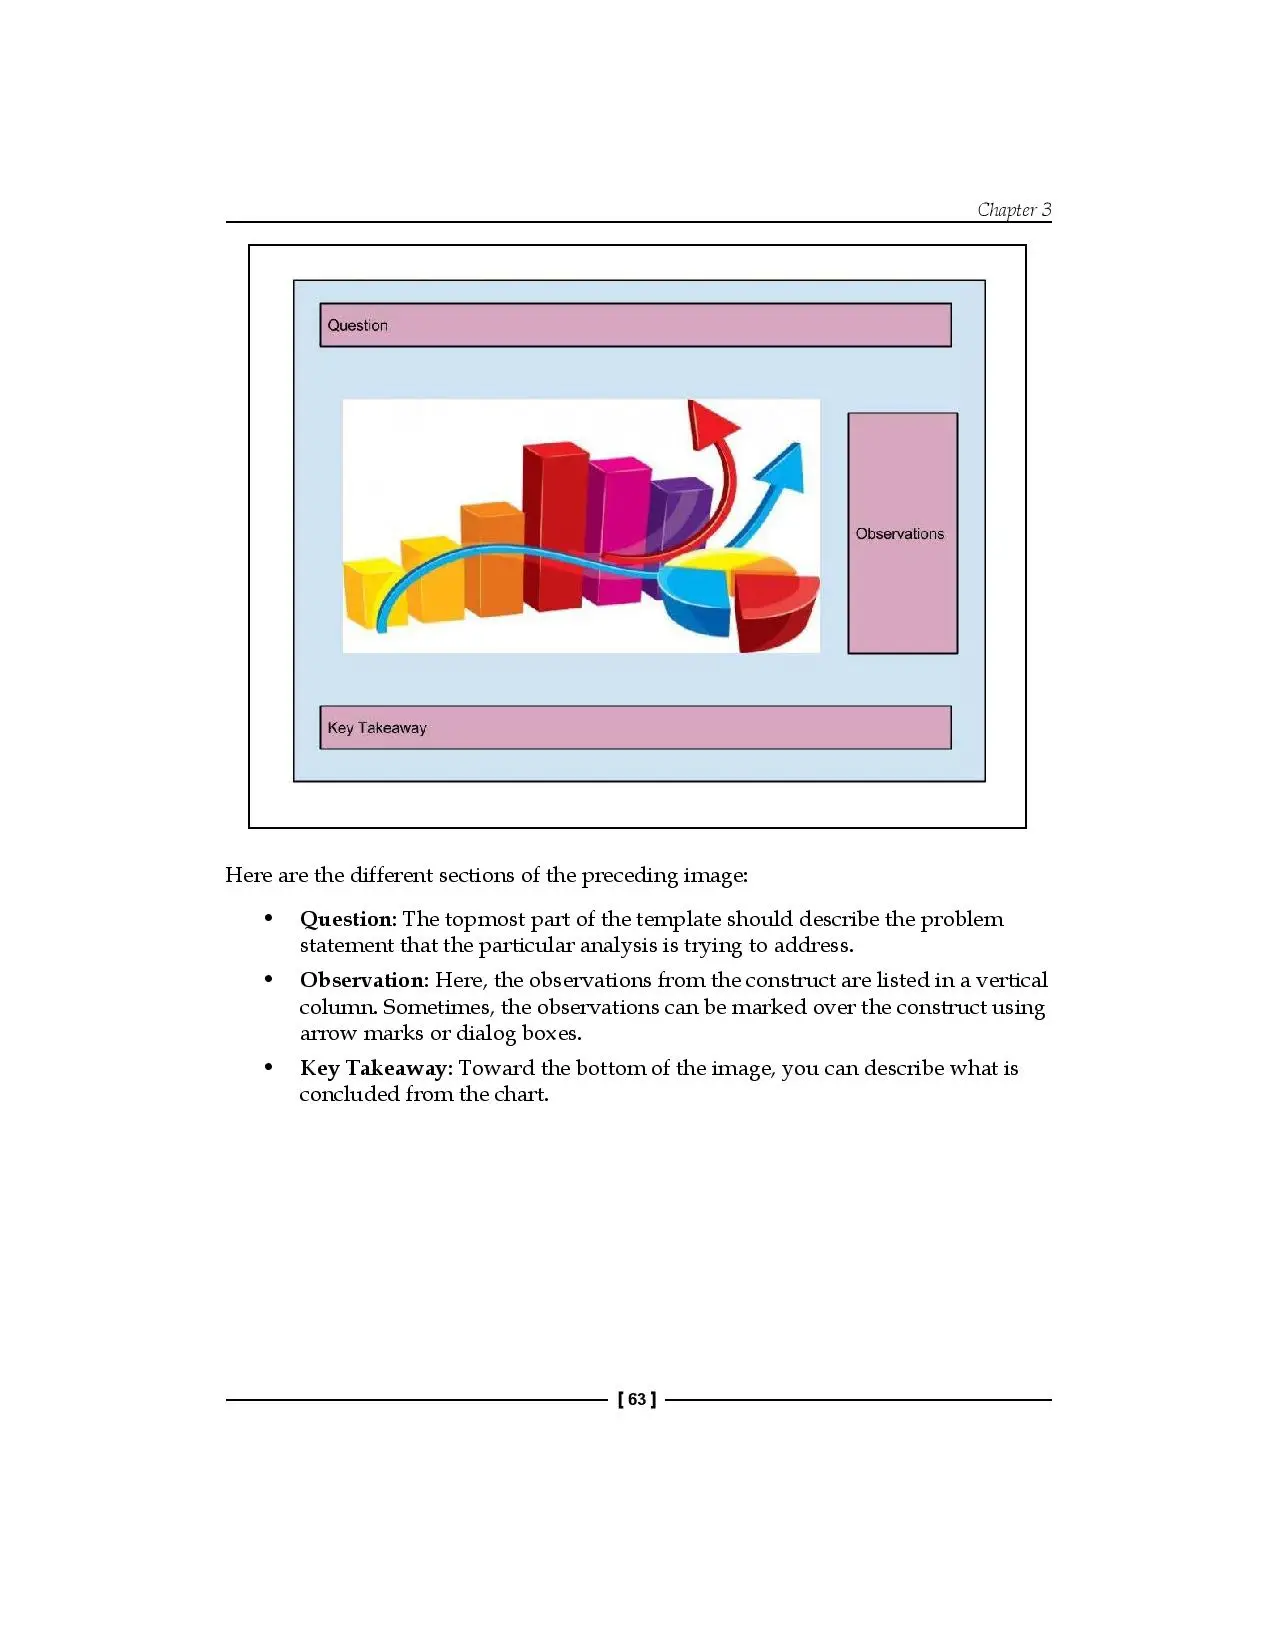 Chapter 3
Question
Observations
Key Takeaway
Here are the different sections of the preceding image:
• Question: The topmost part of the template should describe the problem
statement that the particular analysis is trying to address.
• Observation: Here, the observations from the construct are listed in a vertical
column. Sometimes, the observations can be marked over the construct using
arrow marks or dialog boxes.
• Key Takeaway: Toward the bottom of the image, you can describe what is
concluded from the chart.
[ 63 ]